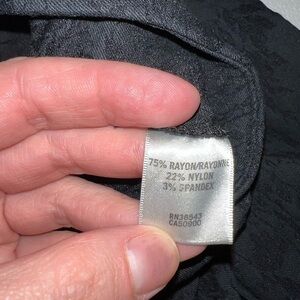 75% RAYON/RAYONNE
22% NYLON
3% SPANDEX
RN36543
CA50900